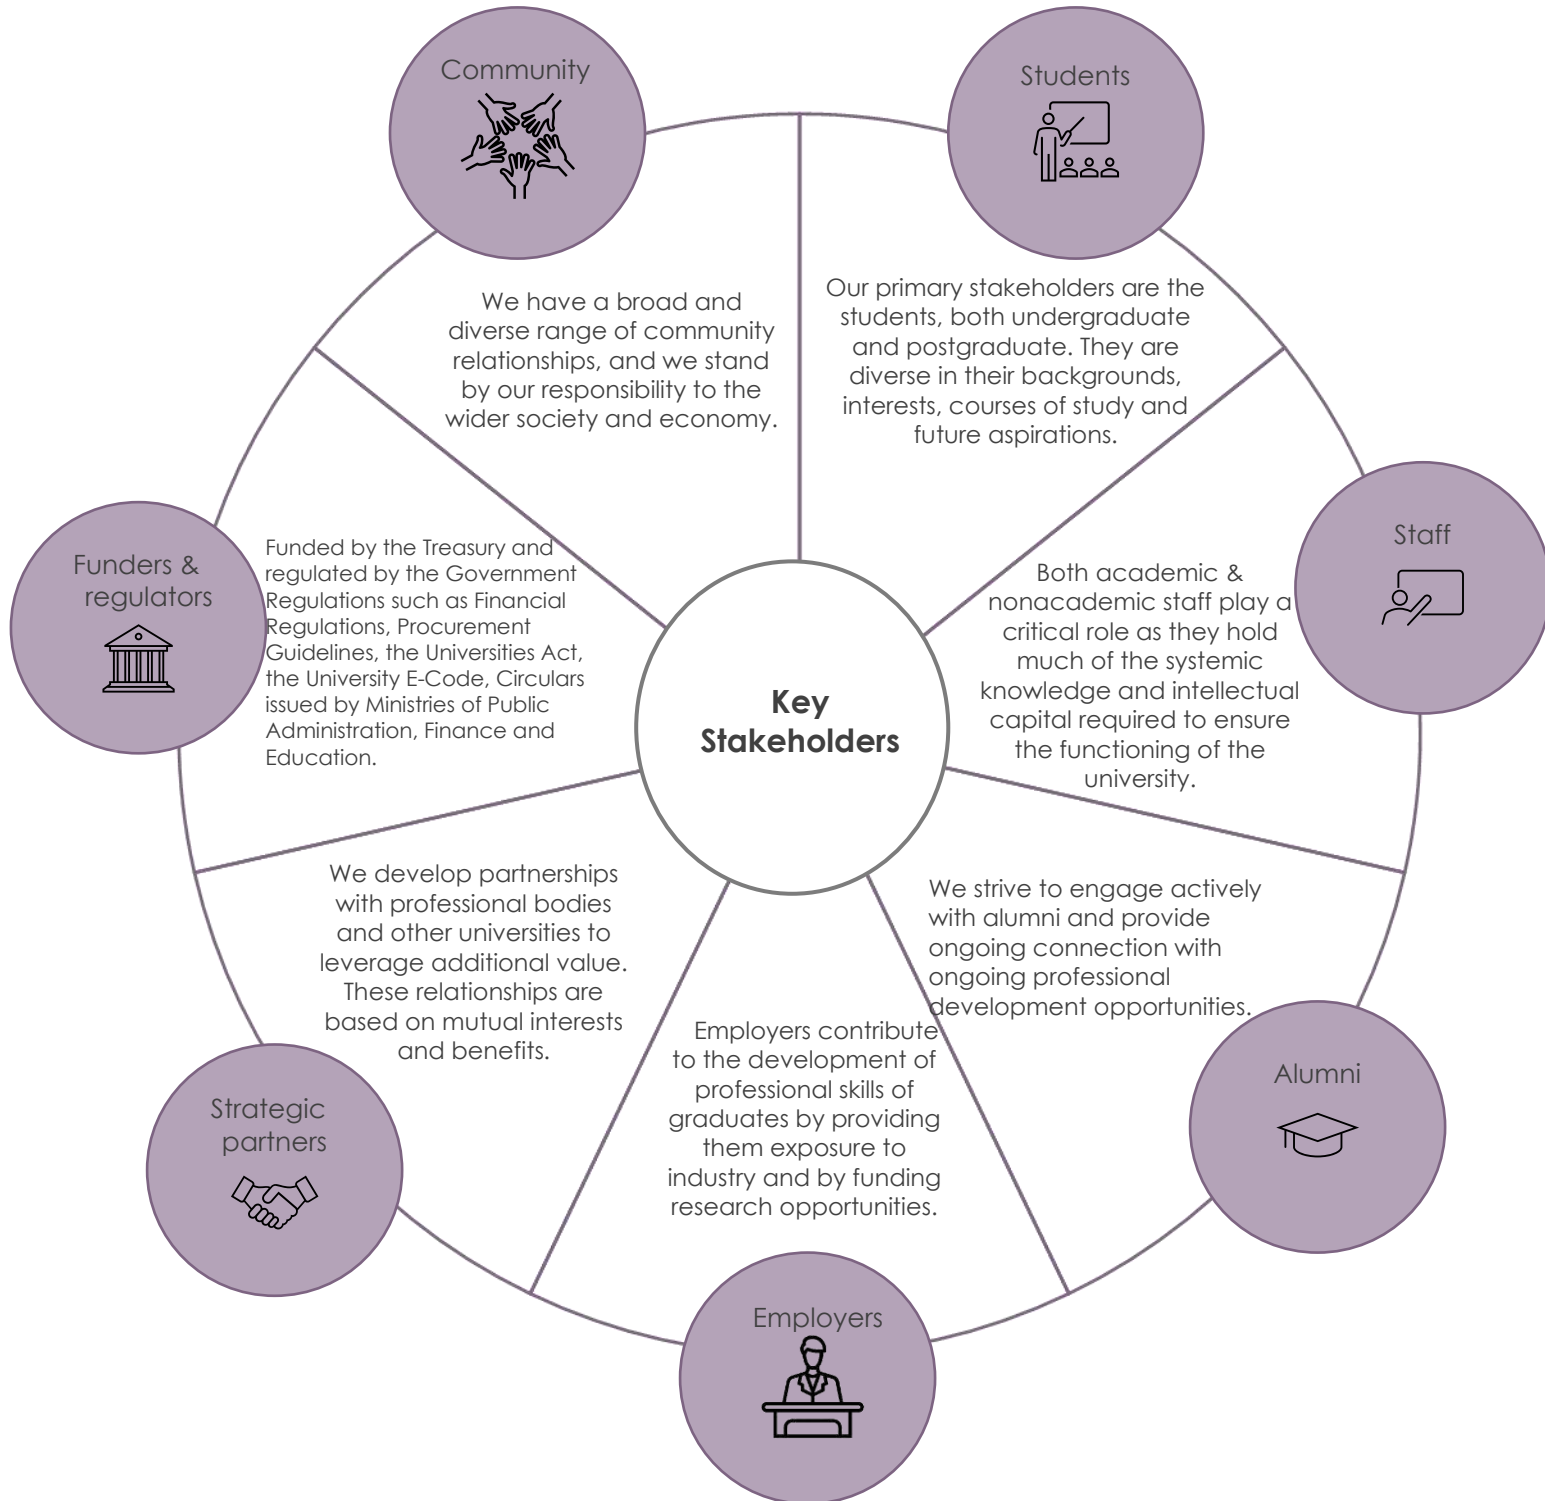 Community
We have a broad and
diverse range of community
relationships, and we stand
by our responsibility to the
wider society and economy.
Students
Our primary stakeholders are the
students, both undergraduate
and postgraduate. They are
diverse in their backgrounds,
interests, courses of study and
future aspirations.
Staff
Both academic &
nonacademic staff play a
critical role as they hold
much of the systemic
knowledge and intellectual
capital required to ensure
the functioning of the
university.
Alumni
We strive to engage actively
with alumni and provide
ongoing connection with
ongoing professional
development opportunities.
Employers
Employers contribute
to the development of
professional skills of
graduates by providing
them exposure to
industry and by funding
research opportunities.
Strategic
partners
We develop partnerships
with professional bodies
and other universities to
leverage additional value.
These relationships are
based on mutual interests
and benefits.
Funders &
regulators
Funded by the Treasury and
regulated by the Government
Regulations such as Financial
Regulations, Procurement
Guidelines, the Universities Act,
the University E-Code, Circulars
issued by Ministries of Public
Administration, Finance and
Education.
Key
Stakeholders